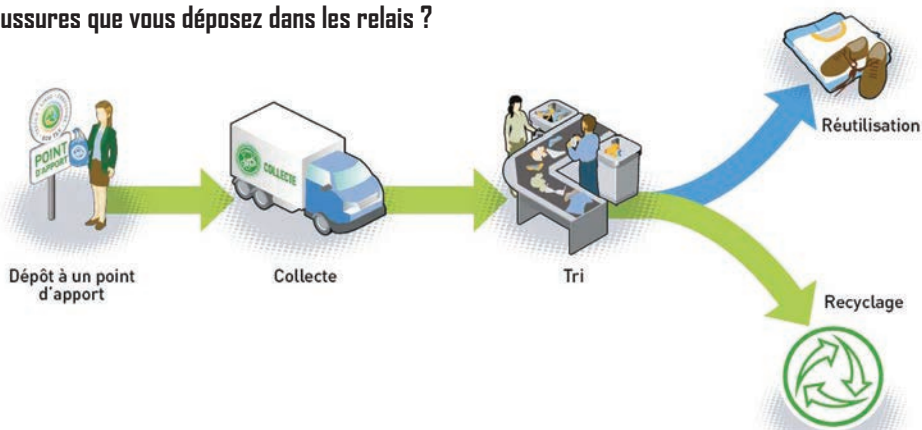 ussures que vous déposez dans les relais ?
POINT
D'APPORT
COLLECTE
Réutilisation
Dépôt à un point
d'apport
Collecte
Tri
Recyclage